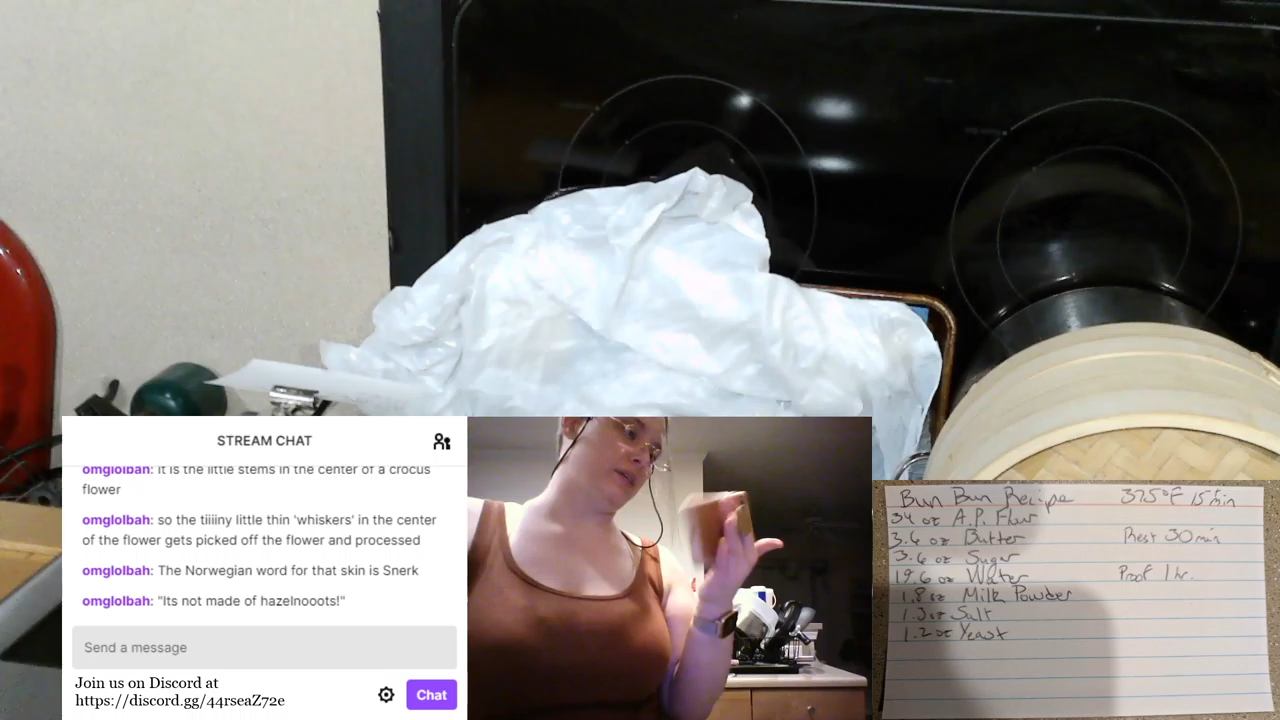 STREAM CHAT
omglolbah: it is the little stems in the center of a crocus
flower
omglolbah: so the tiiiiny little thin 'whiskers' in the center
of the flower gets picked off the flower and processed
omglolbah: The Norwegian word for that skin is Snerk
omglolbah: "Its not made of hazelnooots!"
Send a message
Join us on Discord at
https://discord.gg/44rseaZ72e
Chat
Bun Bun Recipe 375°F 15 min
34 oz A.P. Flour
3.6 oz Butter Rest 30 min
3.6 oz Sugar
19.6 oz Water Proof 1 hr.
1.8 oz Milk Powder
1.3 oz Salt
1.2 oz Yeast